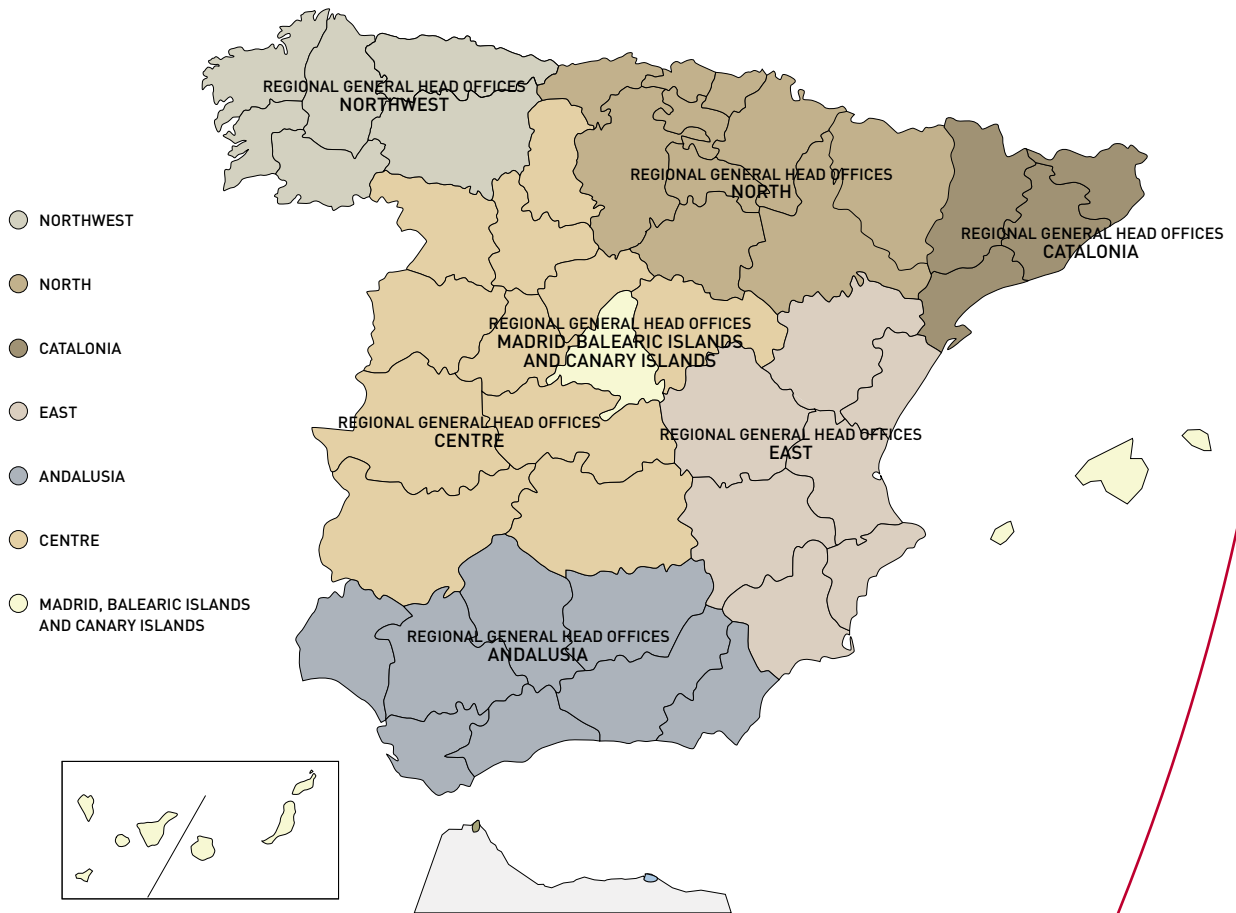 REGIONAL GENERAL HEAD OFFICES
NORTHWEST
REGIONAL GENERAL HEAD OFFICES
NORTH
REGIONAL GENERAL HEAD OFFICES
CATALONIA
REGIONAL GENERAL HEAD OFFICES
MADRID, BALEARIC ISLANDS
AND CANARY ISLANDS
REGIONAL GENERAL HEAD OFFICES
CENTRE
REGIONAL GENERAL HEAD OFFICES
EAST
REGIONAL GENERAL HEAD OFFICES
ANDALUSIA
NORTHWEST
NORTH
CATALONIA
EAST
ANDALUSIA
CENTRE
MADRID, BALEARIC ISLANDS
AND CANARY ISLANDS